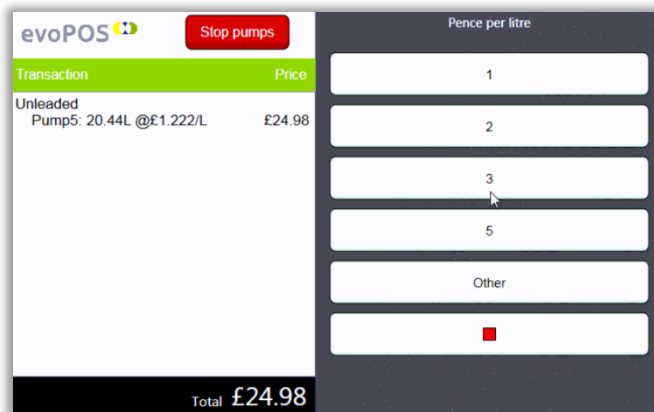 evoPOS
Stop pumps
Transaction Price
Unleaded
Pump5: 20.44L @£1.222/L £24.98
Total £24.98
Pence per litre
1
2
3
5
Other